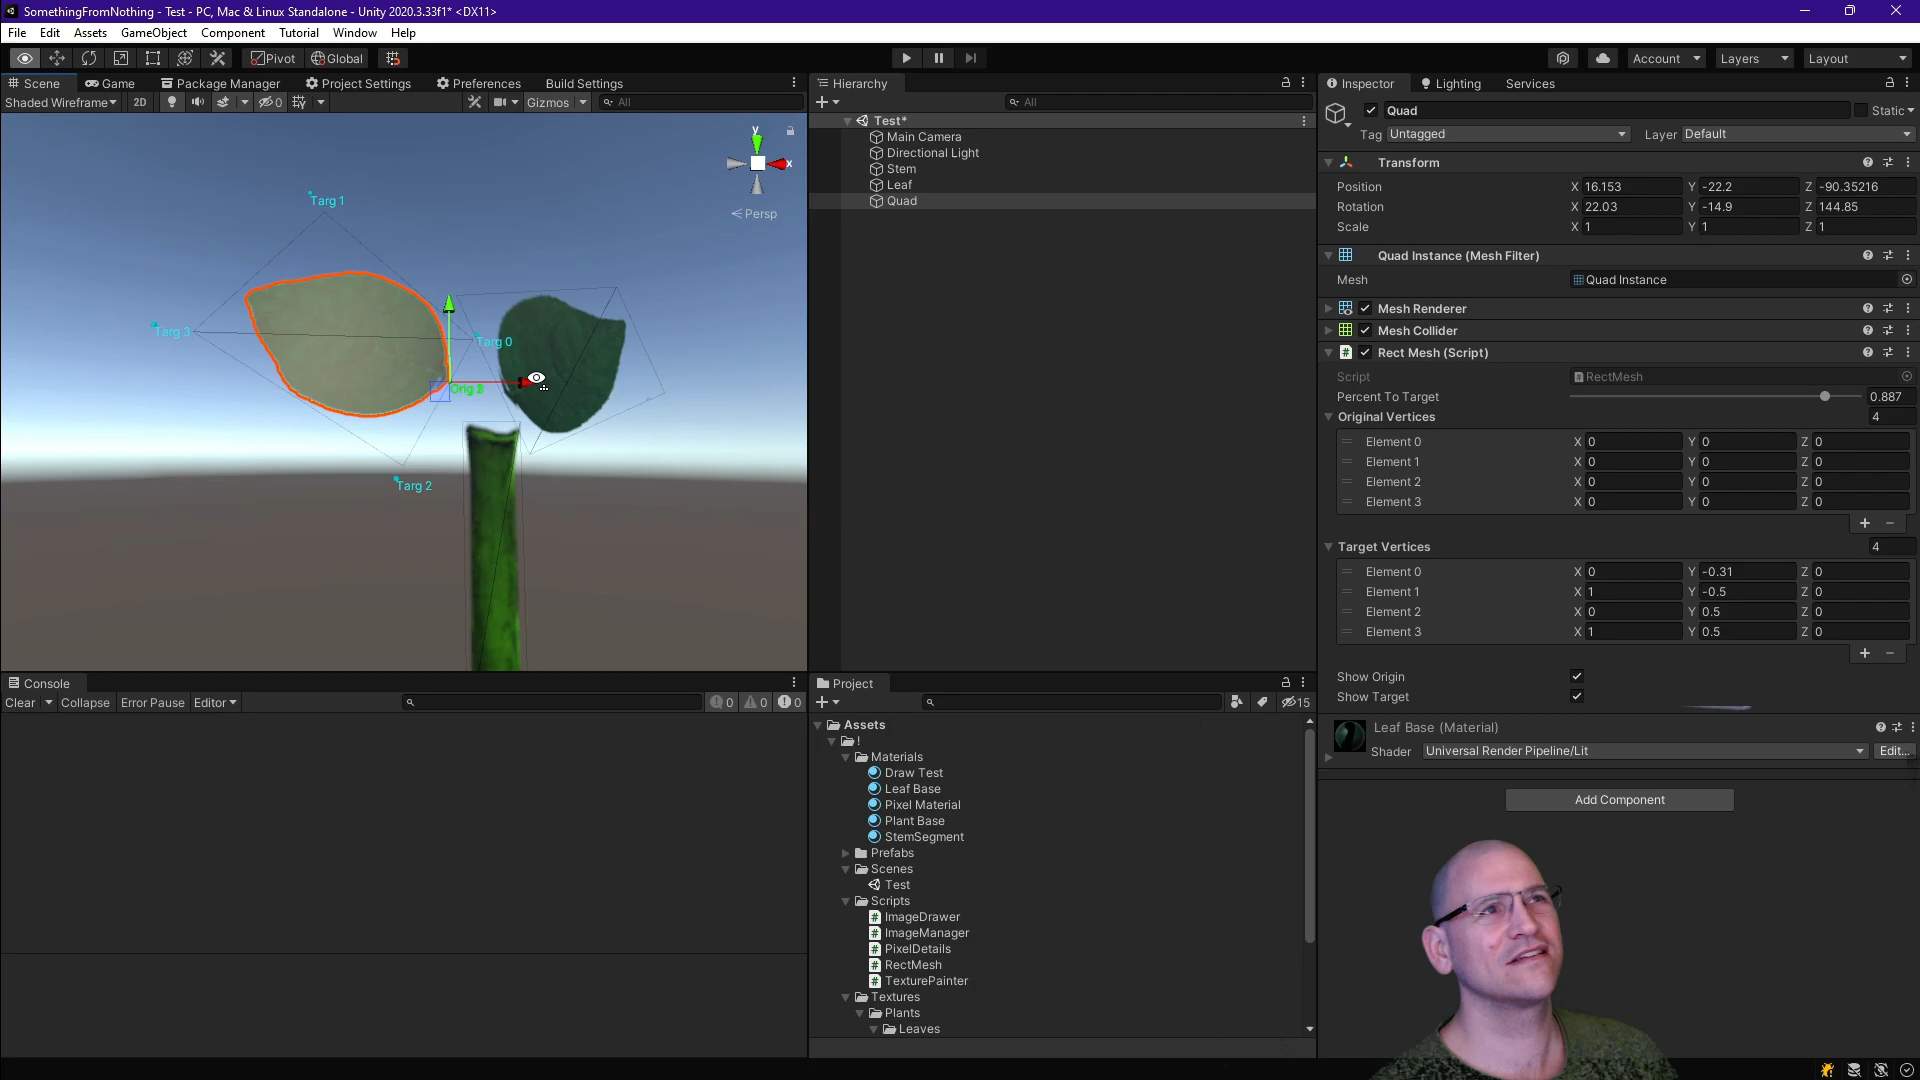 SomethingFromNothing - Test - PC, Mac & Linux Standalone - Unity 2020.3.33f1* <DX11>
File Edit Assets GameObject Component Tutorial Window Help
Pivot Global Account Layers Layout
Scene Game Package Manager Project Settings Preferences Build Settings
Shaded Wireframe 2D 0 Gizmos All
y
x
Persp
Targ 1
Targ 3
Targ 0
Targ 2
Hierarchy
All
Test*
Main Camera
Directional Light
Stem
Leaf
Quad
Inspector Lighting Services
Quad Static
Tag Untagged Layer Default
Transform
Position X 16.153 Y -22.2 Z -90.35216
Rotation X 22.03 Y -14.9 Z 144.85
Scale X 1 Y 1 Z 1
Quad Instance (Mesh Filter)
Mesh Quad Instance
Mesh Renderer
Mesh Collider
# Rect Mesh (Script)
Script RectMesh
Percent To Target 0.887
Original Vertices 4
Element 0 X 0 Y 0 Z 0
Element 1 X 0 Y 0 Z 0
Element 2 X 0 Y 0 Z 0
Element 3 X 0 Y 0 Z 0
+ -
Target Vertices 4
Element 0 X 0 Y -0.31 Z 0
Element 1 X 1 Y -0.5 Z 0
Element 2 X 0 Y 0.5 Z 0
Element 3 X 1 Y 0.5 Z 0
+ -
Show Origin
Show Target
Leaf Base (Material)
Shader Universal Render Pipeline/Lit Edit...
Add Component
Console
Clear Collapse Error Pause Editor 0 0 0
Project
15
Assets
!
Materials
Draw Test
Leaf Base
Pixel Material
Plant Base
StemSegment
Prefabs
Scenes
Test
Scripts
# ImageDrawer
# ImageManager
# PixelDetails
# RectMesh
# TexturePainter
Textures
Plants
Leaves